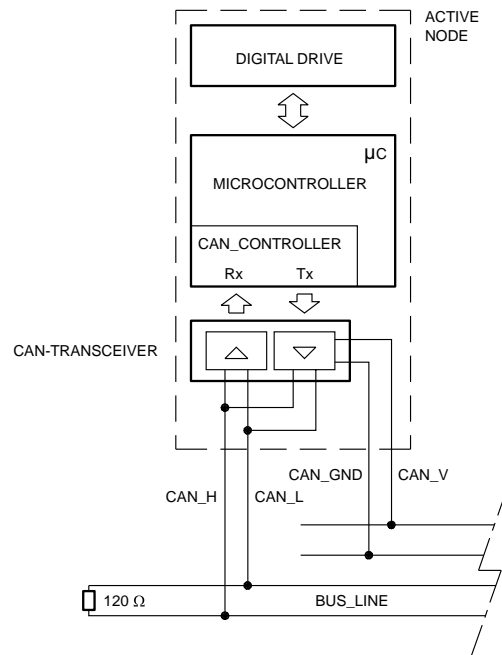 ACTIVE
NODE
DIGITAL DRIVE
μC
MICROCONTROLLER
CAN_CONTROLLER
Rx Tx
CAN-TRANSCEIVER
CAN_GND CAN_V
CAN_H CAN_L
120 Ω BUS_LINE